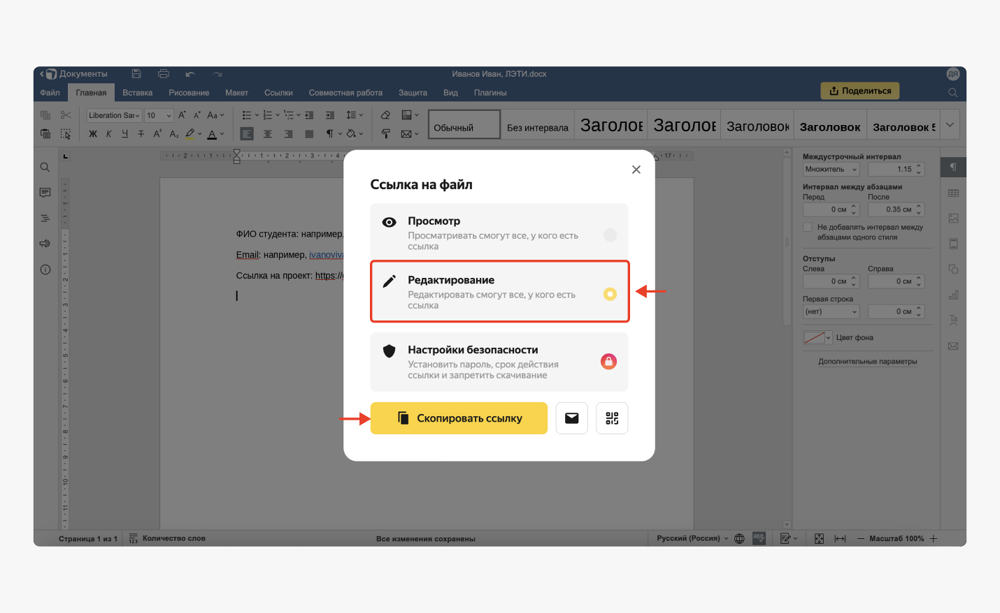 Документы
Иванов Иван, ЛЭТИ.docx
ДЯ
Файл Главная Вставка Рисование Макет Ссылки Совместная работа Защита Вид Плагины
Поделиться
Liberation Sar 10
Ж К Ч Т
Обычный
Без интервала
Заголов
Заголов
Заголовок
Заголовок
Заголовок 5
Ссылка на файл
Просмотр
Просматривать смогут все, у кого есть
ссылка
Редактирование
Редактировать смогут все, у кого есть
ссылка
Настройки безопасности
Установить пароль, срок действия
ссылки и запретить скачивание
Скопировать ссылку
ФИО студента: например,
Email: например, ivanoviva
Ссылка на проект: https://
Междустрочный интервал
Множитель 1.15
Интервал между абзацами
Перед После
0 см 0.35 см
Не добавлять интервал между
абзацами одного стиля
Отступы
Слева Справа
0 см 0 см
Первая строка
(нет) 0 см
Цвет фона
Дополнительные параметры
Страница 1 из 1 Количество слов Все изменения сохранены Русский (Россия) Масштаб 100%